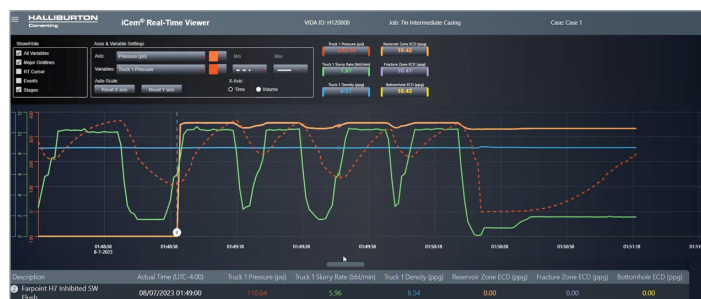 HALLIBURTON
Cementing
iCem® Real-Time Viewer
VIDA ID: H120000
Job: 7in Intermediate Casing
Case: Case 1
Show/Hide
All Variables
Major Gridlines
RT Cursor
Events
Stages
Axis & Variable Settings
Axis: Pressure (psi)
Min
Max
Variables: Truck 1 Pressure
Auto-Scale:
Reset X axis
Reset Y axis
X-Axis:
Time
Volume
Truck 1 Pressure (psi)
Reservoir Zone ECD (ppg)
10.42
Truck 1 Slurry Rate (bbl/min)
Fracture Zone ECD (ppg)
10.41
Truck 1 Density (ppg)
Bottomhole ECD (ppg)
10.42
01:48:38
8-7-2023
01:48:58
01:49:18
01:49:38
01:49:58
01:50:18
01:50:38
01:50:58
01:51:18
Description
Actual Time (UTC-4:00)
Truck 1 Pressure (psi)
Truck 1 Slurry Rate (bbl/min)
Truck 1 Density (ppg)
Reservoir Zone ECD (ppg)
Fracture Zone ECD (ppg)
Bottomhole ECD (ppg)
2 Farpoint H7 Inhibited SW
Flush
08/07/2023 01:49:00
110.64
5.96
8.54
0.00
0.00
0.00